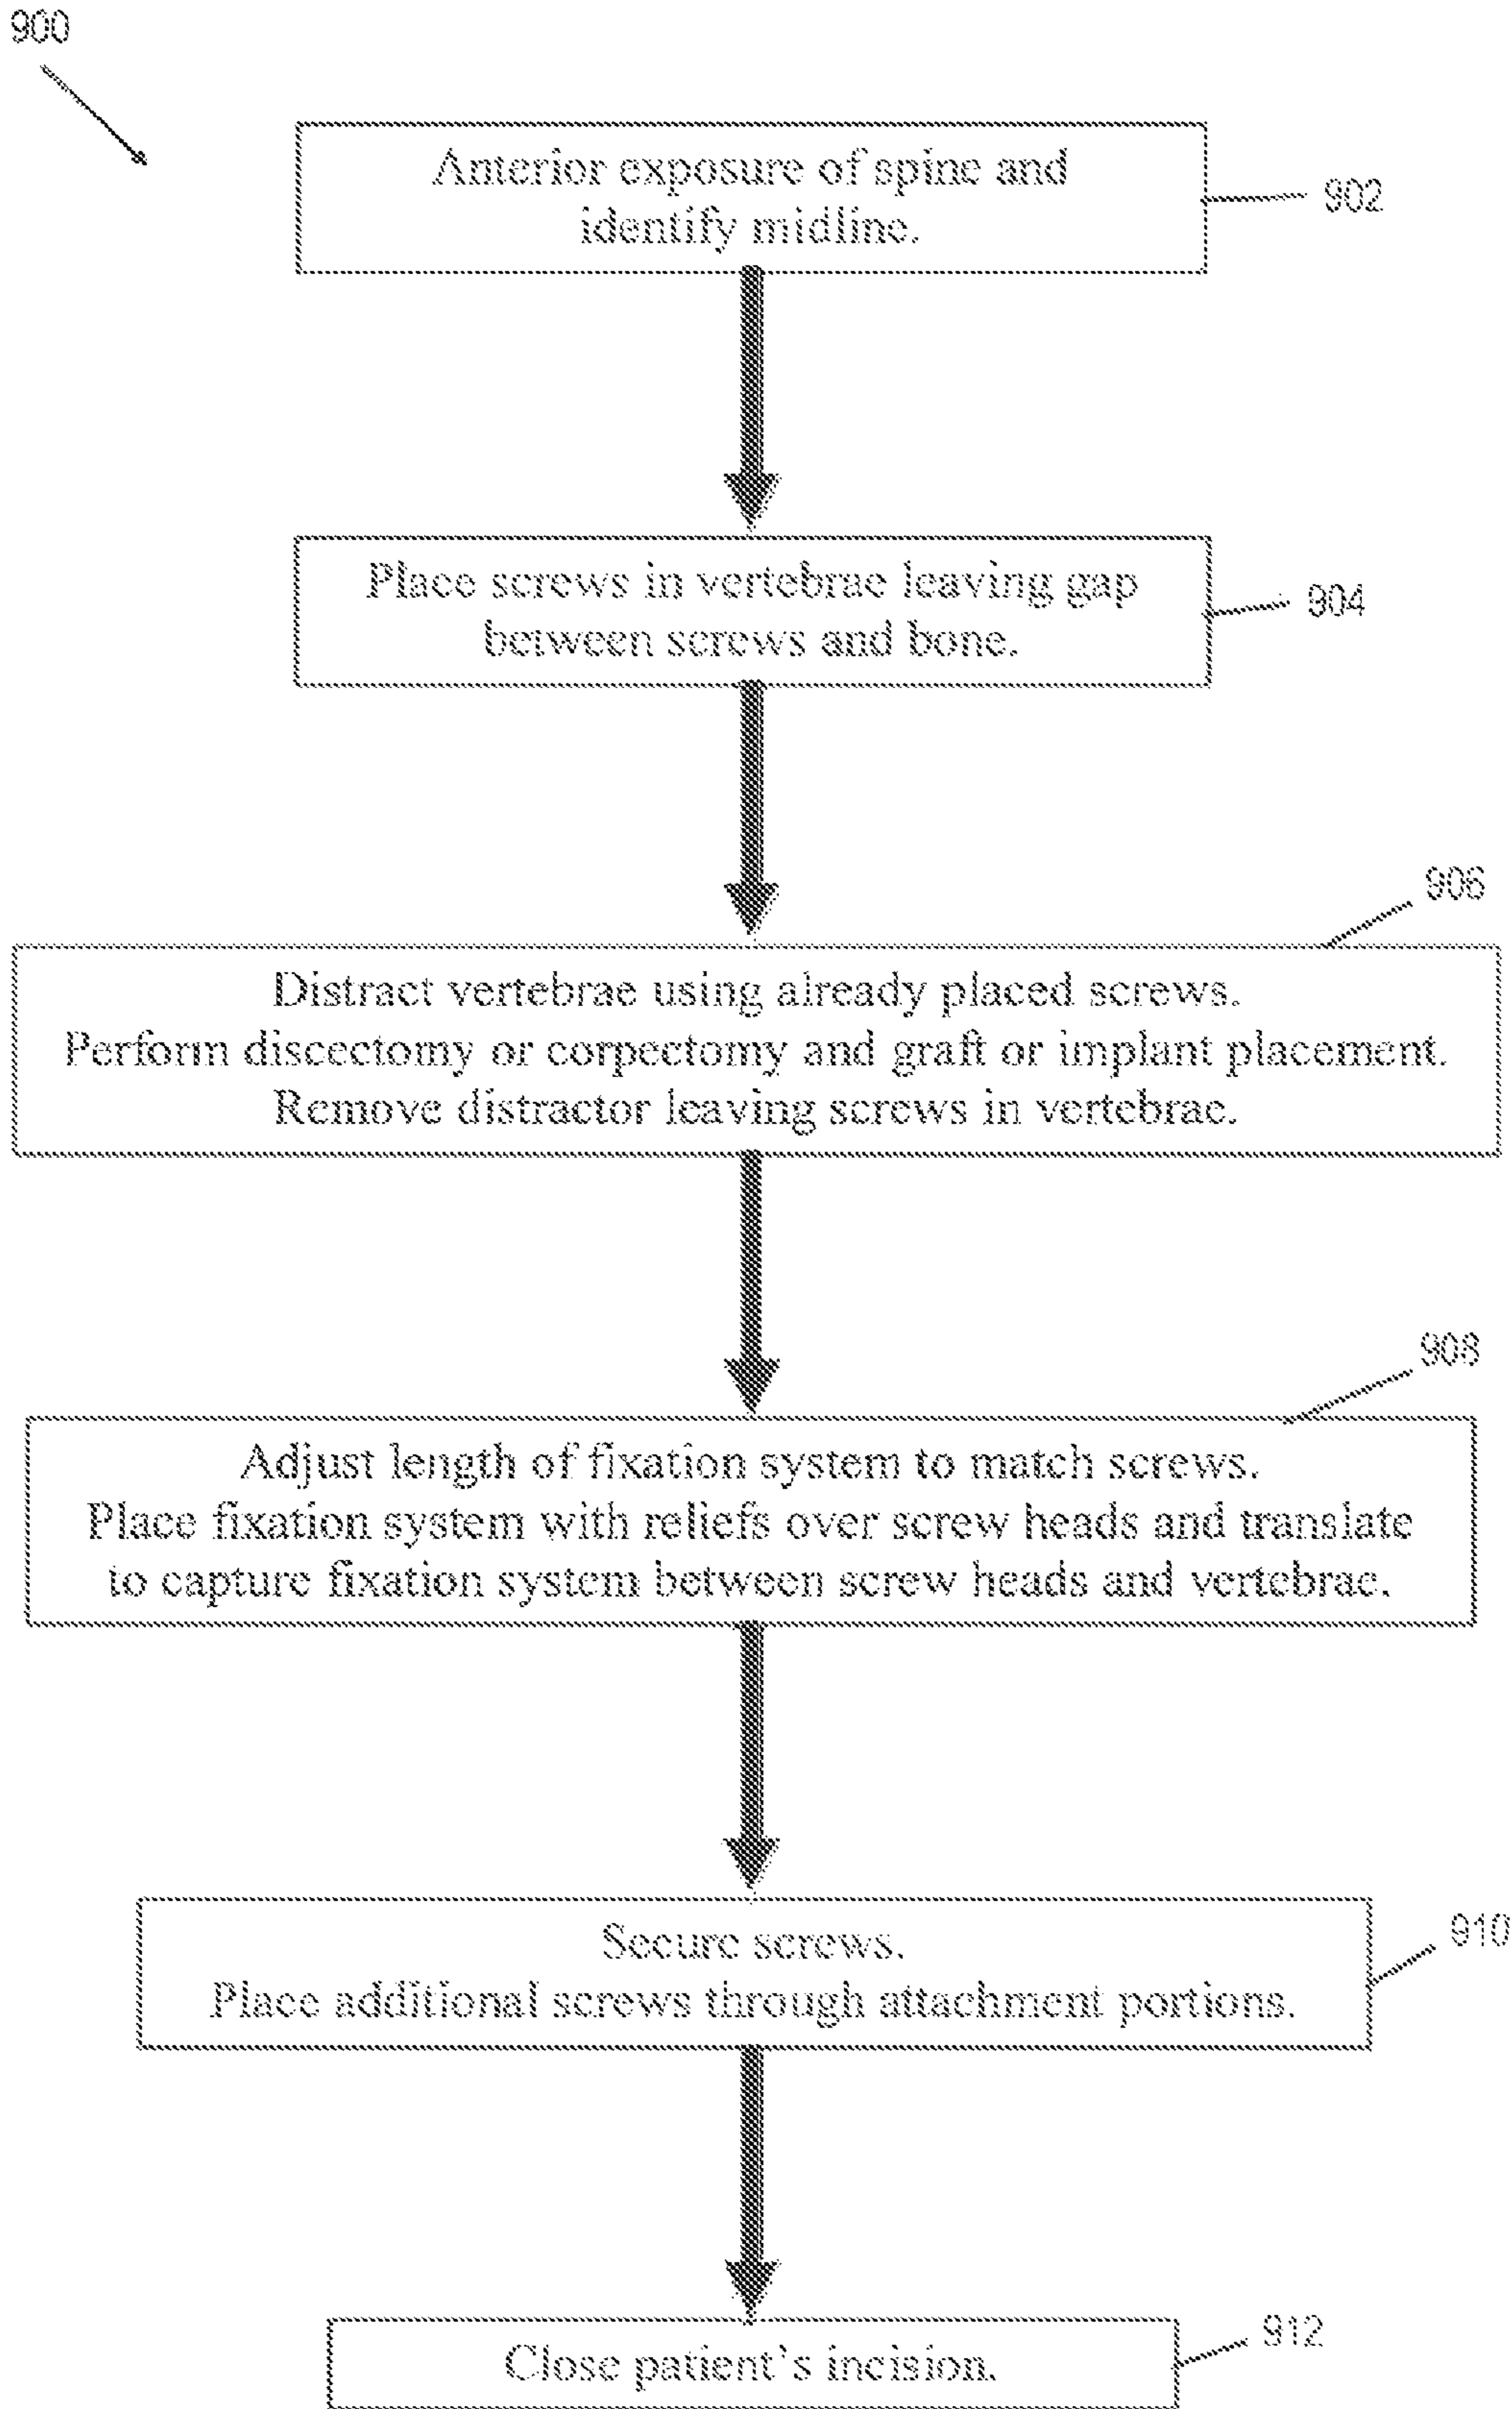 900
Anterior exposure of spine and
identify midline.
902
Place screws in vertebrae leaving gap
between screws and bone.
904
906
Distract vertebrae using already placed screws.
Perform discectomy or corpectomy and graft or implant placement.
Remove distractor leaving screws in vertebrae.
908
Adjust length of fixation system to match screws.
Place fixation system with reliefs over screw heads and translate
to capture fixation system between screw heads and vertebrae.
Secure screws.
910
Place additional screws through attachment portions.
912
Close patient's incision.